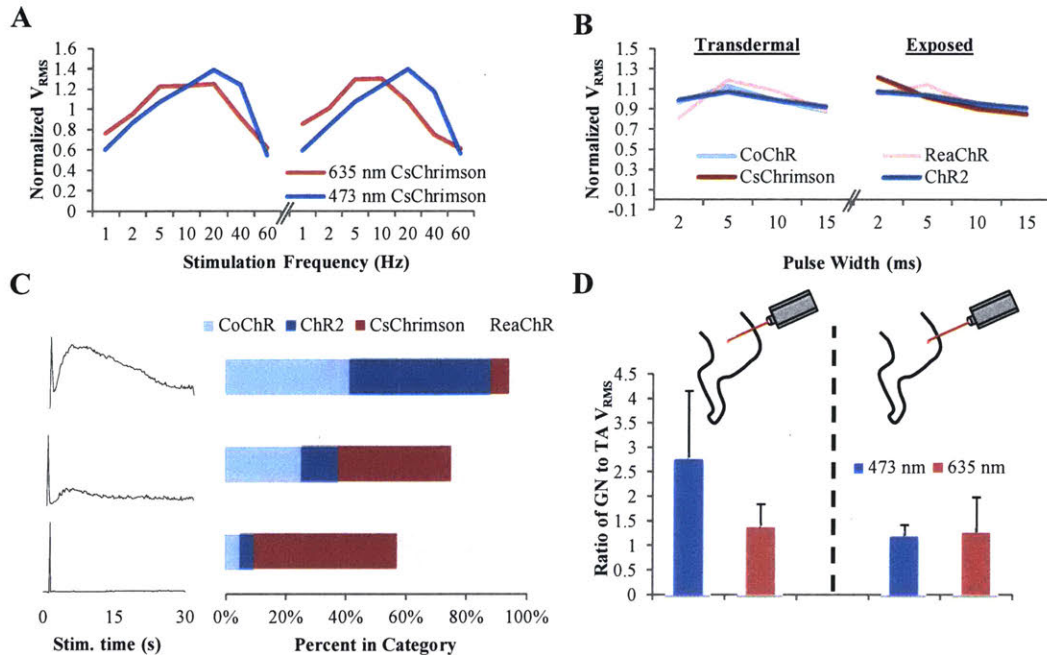 A
Normalized VRMS
1.6
1.4
1.2
1
0.8
0.6
0.4
0.2
0
635 nm CsChrimson
473 nm CsChrimson
1 2 5 10 20 40 60 1 2 5 10 20 40 60
Stimulation Frequency (Hz)
B
Normalized VRMS
1.5
1.3
1.1
0.9
0.7
0.5
0.3
0.1
-0.1
Transdermal Exposed
CoChR ReaChR
CsChrimson ChR2
2 5 10 15 2 5 10 15
Pulse Width (ms)
C
CoChR ChR2 CsChrimson ReaChR
0 15 30
Stim. time (s)
0% 20% 40% 60% 80% 100%
Percent in Category
D
Ratio of GN to TA VRMS
4.5
4
3.5
3
2.5
2
1.5
1
0.5
0
473 nm 635 nm